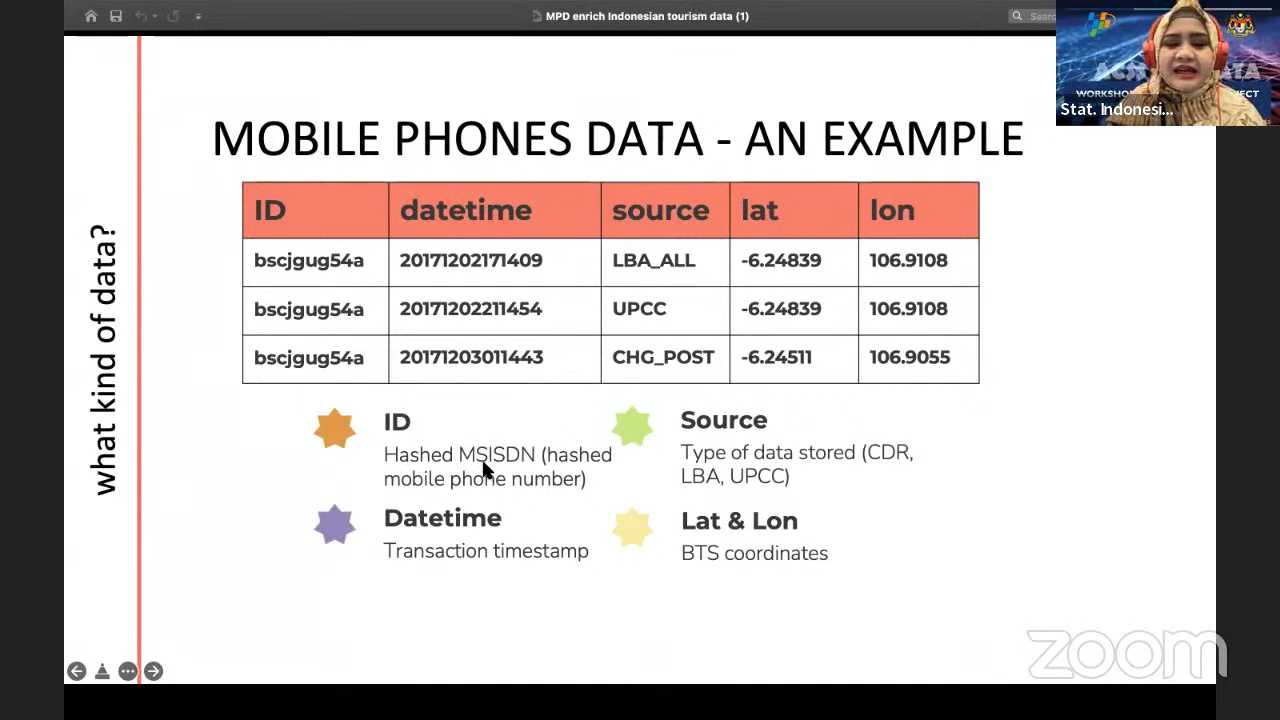 MPD enrich Indonesian tourism data (1)
Sear
WORKSHO
ECT
Stat. Indonesi...
MOBILE PHONES DATA - AN EXAMPLE
what kind of data?
ID datetime source lat lon
bscjgug54a 20171202171409 LBA_ALL -6.24839 106.9108
bscjgug54a 20171202211454 UPCC -6.24839 106.9108
bscjgug54a 20171203011443 CHG_POST -6.24511 106.9055
ID
Hashed MSISDN (hashed
mobile phone number)
Source
Type of data stored (CDR,
LBA, UPCC)
Datetime
Transaction timestamp
Lat & Lon
BTS coordinates
zoom